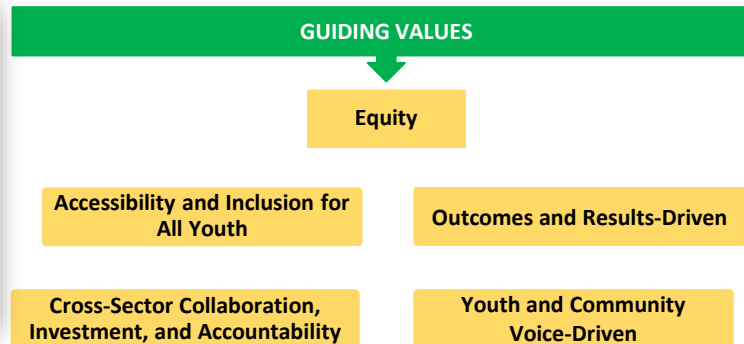 GUIDING VALUES
Equity
Accessibility and Inclusion for
All Youth
Outcomes and Results-Driven
Cross-Sector Collaboration,
Investment, and Accountability
Youth and Community
Voice-Driven